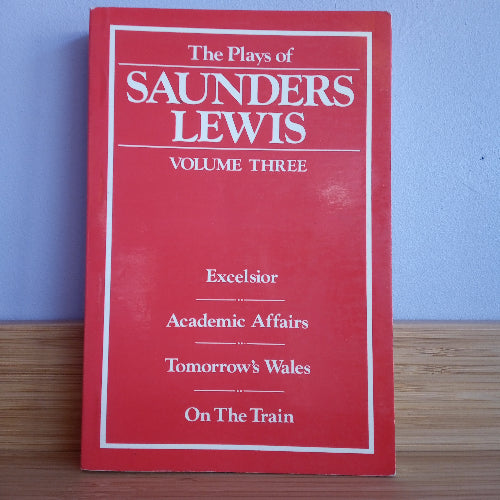 The Plays of
SAUNDERS
LEWIS
VOLUME THREE
Excelsior
Academic Affairs
Tomorrow's Wales
On The Train